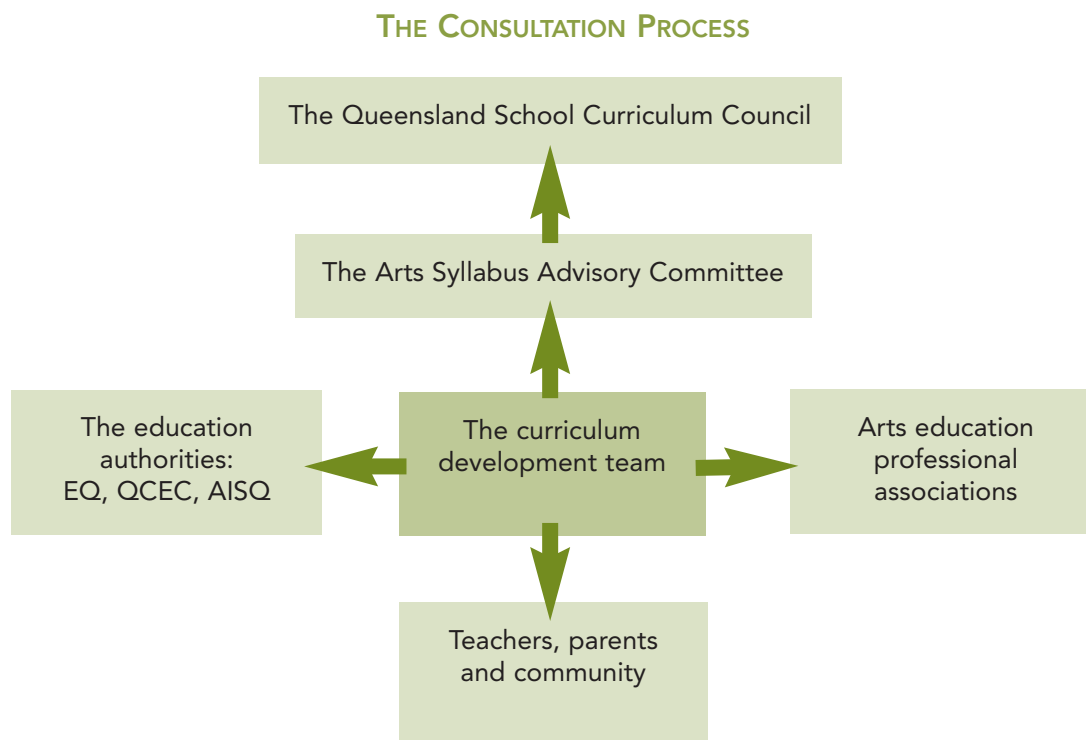 THE CONSULTATION PROCESS
The Queensland School Curriculum Council
The Arts Syllabus Advisory Committee
The education
authorities:
EQ, QCEC, AISQ
The curriculum
development team
Arts education
professional
associations
Teachers, parents
and community